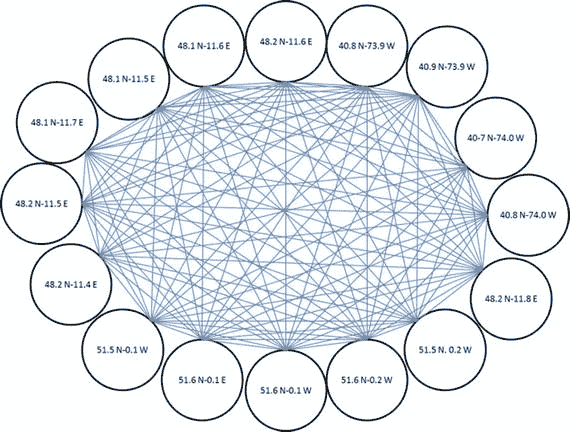 48.1 N-11.6 E
48.2 N-11.6 E
40.8 N-73.9 W
48.1 N-11.5 E
40.9 N-73.9 W
48.1 N-11.7 E
40-7 N-74.0 W
48.2 N-11.5 E
40.8 N-74.0 W
48.2 N-11.4 E
48.2 N-11.8 E
51.5 N-0.1 W
51.5 N. 0.2 W
51.6 N-0.1 E
51.6 N-0.1 W
51.6 N-0.2 W